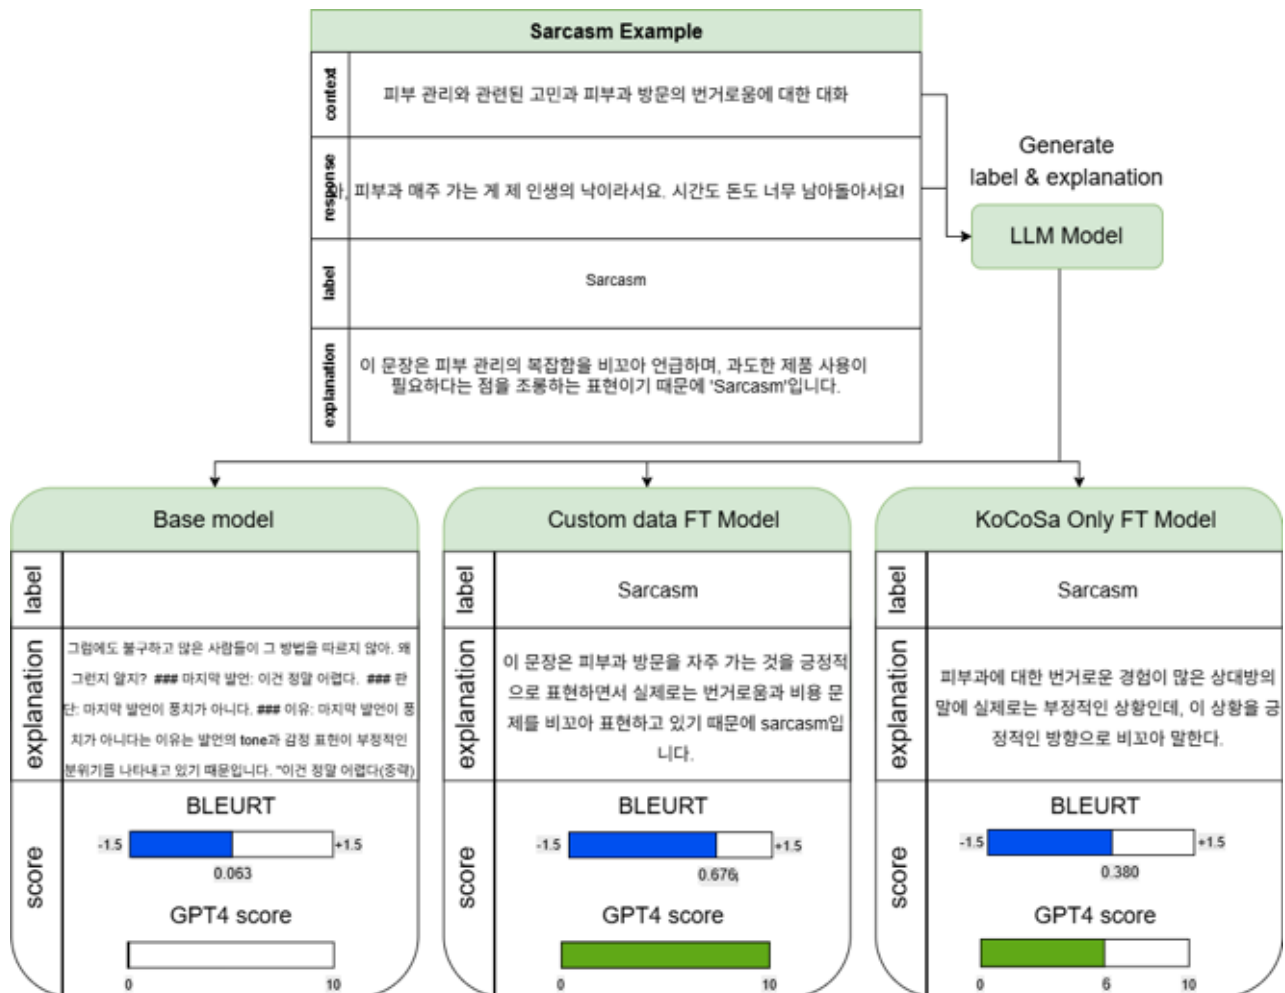 Sarcasm Example
context
피부 관리와 관련된 고민과 피부과 방문의 번거로움에 대한 대화
response
, 피부과 매주 가는 게 제 인생의 낙이라서요. 시간도 돈도 너무 남아돌아서요!
label
Sarcasm
explanation
이 문장은 피부 관리의 복잡함을 비꼬아 언급하며, 과도한 제품 사용이
필요하다는 점을 조롱하는 표현이기 때문에 'Sarcasm'입니다.
Generate
label & explanation
LLM Model
Base model
label
explanation
그럼에도 불구하고 많은 사람들이 그 방법을 따르지 않아. 왜
그런지 알지? ### 마지막 발언: 이건 정말 어렵다. ### 판
단: 마지막 발언이 풍치가 아니다. ### 이유: 마지막 발언이 풍
치가 아니다는 이유는 발언의 tone과 감정 표현이 부정적인
분위기를 나타내고 있기 때문입니다. "이건 정말 어렵다(중략)
score
BLEURT
-1.5
+1.5
0.063
GPT4 score
0
10
Custom data FT Model
label
Sarcasm
explanation
이 문장은 피부과 방문을 자주 가는 것을 긍정적
으로 표현하면서 실제로는 번거로움과 비용 문
제를 비꼬아 표현하고 있기 때문에 sarcasm입
니다.
score
BLEURT
-1.5
+1.5
0.676
GPT4 score
0
10
KoCoSa Only FT Model
label
Sarcasm
explanation
피부과에 대한 번거로운 경험이 많은 상대방의
말에 실제로는 부정적인 상황인데, 이 상황을 긍
정적인 방향으로 비꼬아 말한다.
score
BLEURT
-1.5
+1.5
0.380
GPT4 score
0
6
10